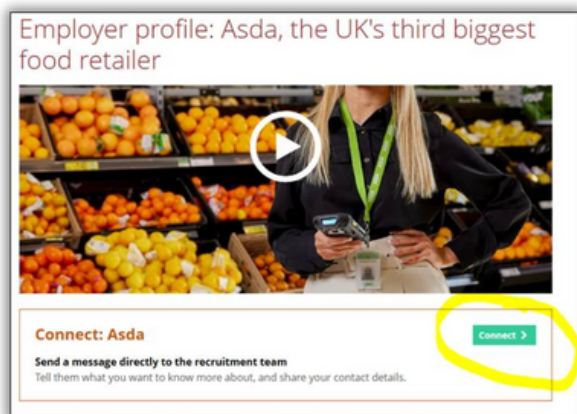 Employer profile: Asda, the UK's third biggest
food retailer
Connect: Asda
Connect
Send a message directly to the recruitment team
Tell them what you want to know more about, and share your contact details.